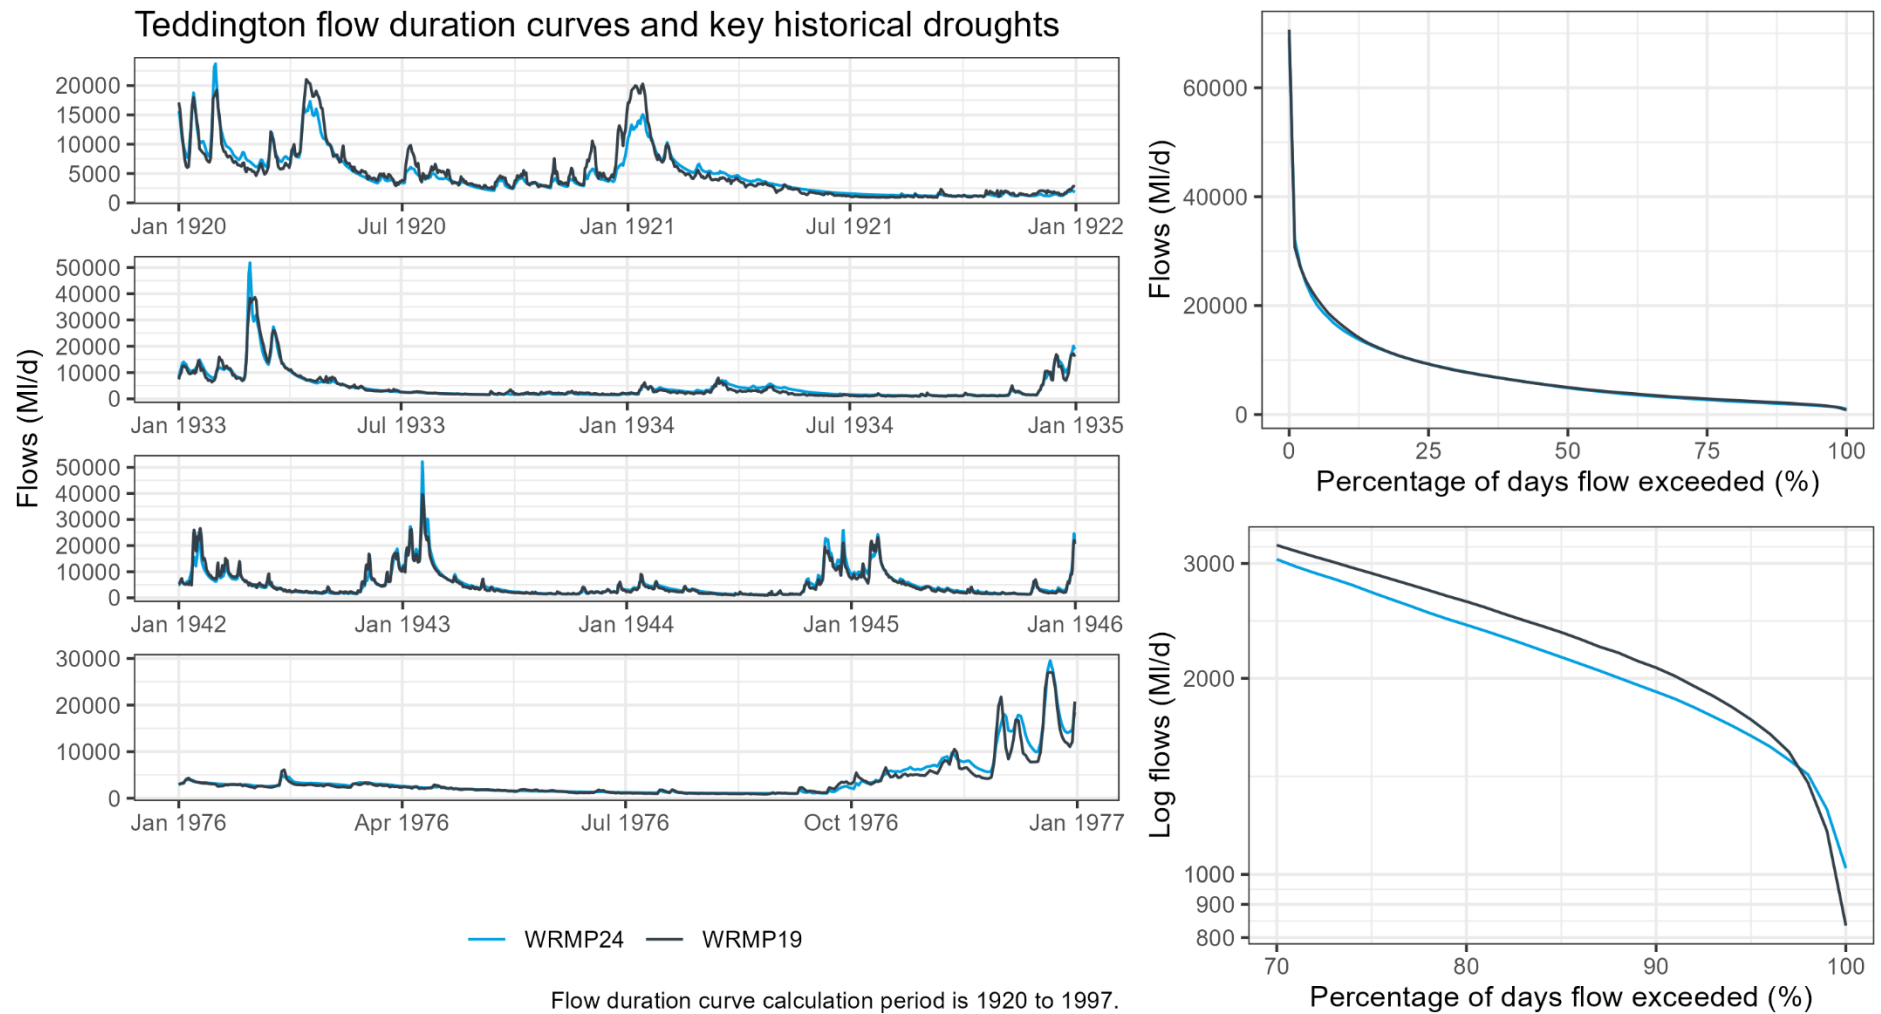 Teddington flow duration curves and key historical droughts
Flows (Ml/d)
20000
15000
10000
5000
0
Jan 1920 Jul 1920 Jan 1921 Jul 1921 Jan 1922
50000
40000
30000
20000
10000
0
Jan 1933 Jul 1933 Jan 1934 Jul 1934 Jan 1935
50000
40000
30000
20000
10000
0
Jan 1942 Jan 1943 Jan 1944 Jan 1945 Jan 1946
30000
20000
10000
0
Jan 1976 Apr 1976 Jul 1976 Oct 1976 Jan 1977
WRMP24 WRMP19
Flow duration curve calculation period is 1920 to 1997.
Flows (Ml/d)
60000
40000
20000
0
0 25 50 75 100
Percentage of days flow exceeded (%)
Log flows (Ml/d)
3000
2000
1000
900
800
70 80 90 100
Percentage of days flow exceeded (%)